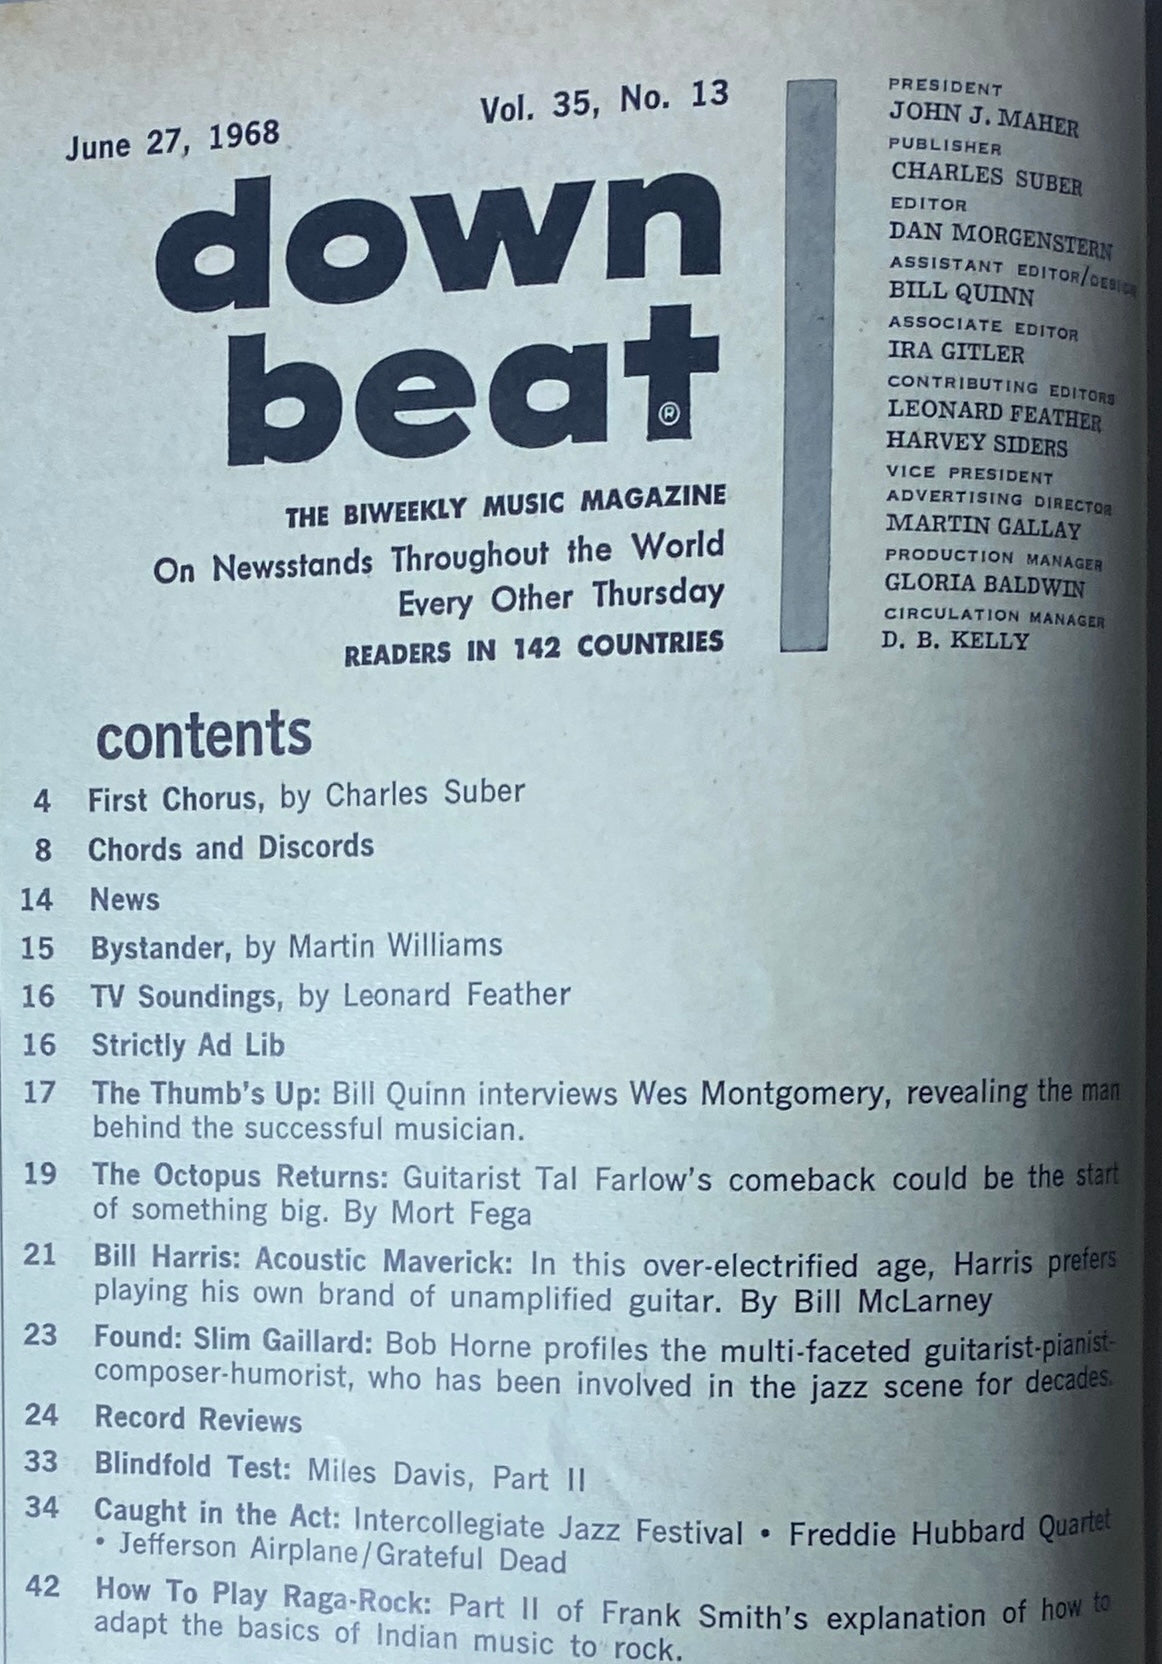 June 27, 1968
Vol. 35, No. 13
down
beat
®
THE BIWEEKLY MUSIC MAGAZINE
On Newsstands Throughout the World
Every Other Thursday
READERS IN 142 COUNTRIES
PRESIDENT
JOHN J. MAHER
PUBLISHER
CHARLES SUBER
EDITOR
DAN MORGENSTERN
ASSISTANT EDITOR/DESIGN
BILL QUINN
ASSOCIATE EDITOR
IRA GITLER
CONTRIBUTING EDITORS
LEONARD FEATHER
HARVEY SIDERS
VICE PRESIDENT
ADVERTISING DIRECTOR
MARTIN GALLAY
PRODUCTION MANAGER
GLORIA BALDWIN
CIRCULATION MANAGER
D. B. KELLY
contents
4 First Chorus, by Charles Suber
8 Chords and Discords
14 News
15 Bystander, by Martin Williams
16 TV Soundings, by Leonard Feather
16 Strictly Ad Lib
17 The Thumb's Up: Bill Quinn interviews Wes Montgomery, revealing the man
behind the successful musician.
19 The Octopus Returns: Guitarist Tal Farlow's comeback could be the start
of something big. By Mort Fega
21 Bill Harris: Acoustic Maverick: In this over-electrified age, Harris prefers
playing his own brand of unamplified guitar. By Bill McLarney
23 Found: Slim Gaillard: Bob Horne profiles the multi-faceted guitarist-pianist-
composer-humorist, who has been involved in the jazz scene for decades.
24 Record Reviews
33 Blindfold Test: Miles Davis, Part II
34 Caught in the Act: Intercollegiate Jazz Festival • Freddie Hubbard Quartet
• Jefferson Airplane/Grateful Dead
42 How To Play Raga-Rock: Part II of Frank Smith's explanation of how to
adapt the basics of Indian music to rock.